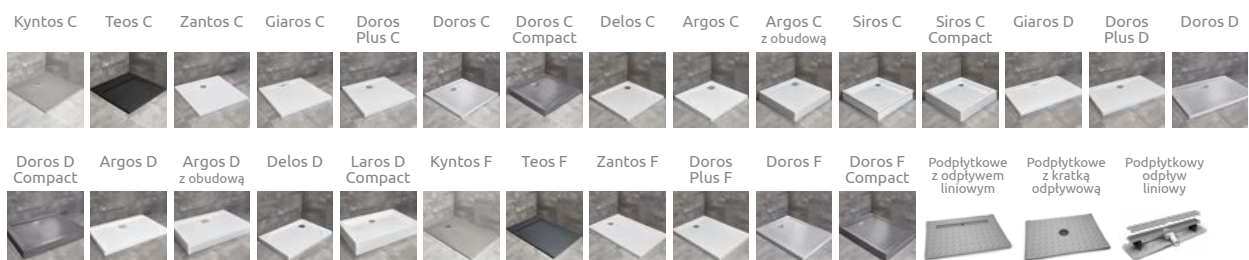 Kyntos C
Teos C
Zantos C
Giaros C
Doros
Plus C
Doros C
Doros C
Compact
Delos C
Argos C
Argos C
z obudową
Siros C
Siros C
Compact
Giaros D
Doros
Plus D
Doros D
Doros D
Compact
Argos D
Argos D
z obudową
Delos D
Laros D
Compact
Kyntos F
Teos F
Zantos F
Doros
Plus F
Doros F
Doros F
Compact
Podpłytkowe
z odpływem
liniowym
Podpłytkowe
z kratką
odpływową
Podpłytkowy
odpływ
liniowy